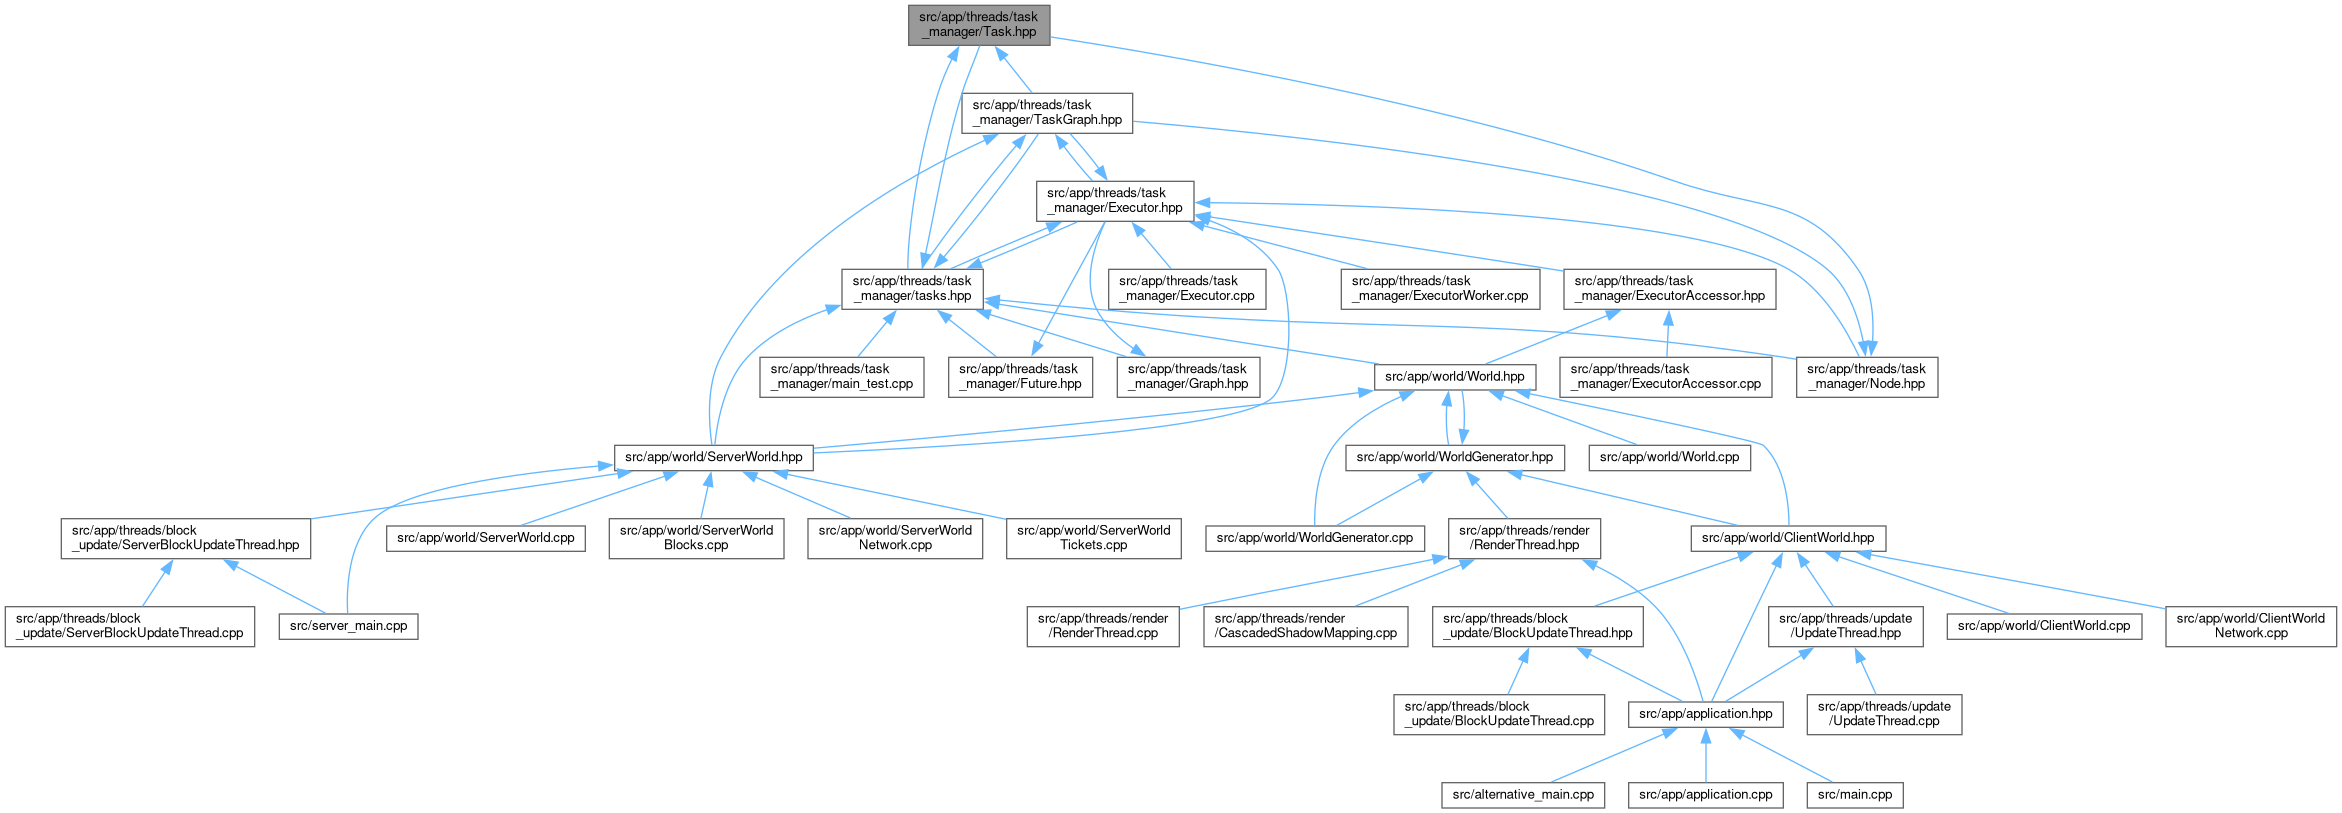 src/app/threads/task
_manager/Task.hpp
src/app/threads/task
_manager/TaskGraph.hpp
src/app/threads/task
_manager/Executor.hpp
src/app/threads/task
_manager/tasks.hpp
src/app/threads/task
_manager/Executor.cpp
src/app/threads/task
_manager/ExecutorWorker.cpp
src/app/threads/task
_manager/ExecutorAccessor.hpp
src/app/threads/task
_manager/main_test.cpp
src/app/threads/task
_manager/Future.hpp
src/app/threads/task
_manager/Graph.hpp
src/app/world/World.hpp
src/app/threads/task
_manager/ExecutorAccessor.cpp
src/app/threads/task
_manager/Node.hpp
src/app/world/ServerWorld.hpp
src/app/world/WorldGenerator.hpp
src/app/world/World.cpp
src/app/threads/block
_update/ServerBlockUpdateThread.hpp
src/app/world/ServerWorld.cpp
src/app/world/ServerWorld
Blocks.cpp
src/app/world/ServerWorld
Network.cpp
src/app/world/ServerWorld
Tickets.cpp
src/app/world/WorldGenerator.cpp
src/app/threads/render
/RenderThread.hpp
src/app/world/ClientWorld.hpp
src/app/threads/block
_update/ServerBlockUpdateThread.cpp
src/server_main.cpp
src/app/threads/render
/RenderThread.cpp
src/app/threads/render
/CascadedShadowMapping.cpp
src/app/threads/block
_update/BlockUpdateThread.hpp
src/app/threads/update
/UpdateThread.hpp
src/app/world/ClientWorld.cpp
src/app/world/ClientWorld
Network.cpp
src/app/threads/block
_update/BlockUpdateThread.cpp
src/app/application.hpp
src/app/threads/update
/UpdateThread.cpp
src/alternative_main.cpp
src/app/application.cpp
src/main.cpp